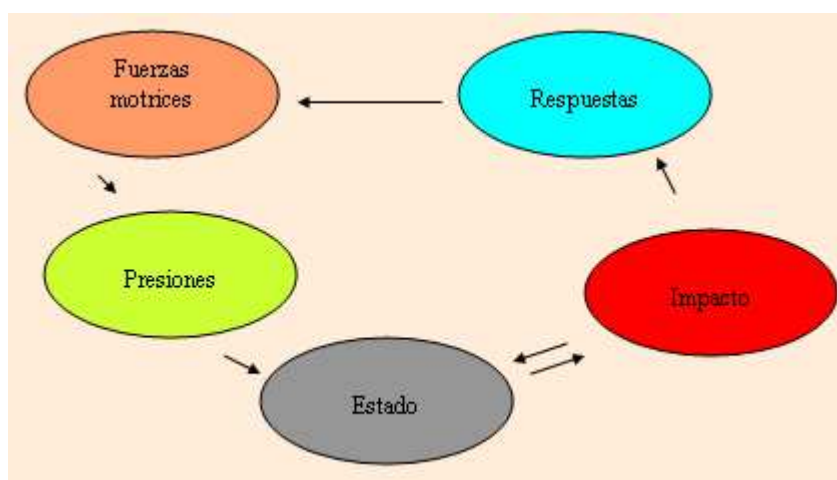 Fuerzas
motrices
Respuestas
Presiones
Impacto
Estado